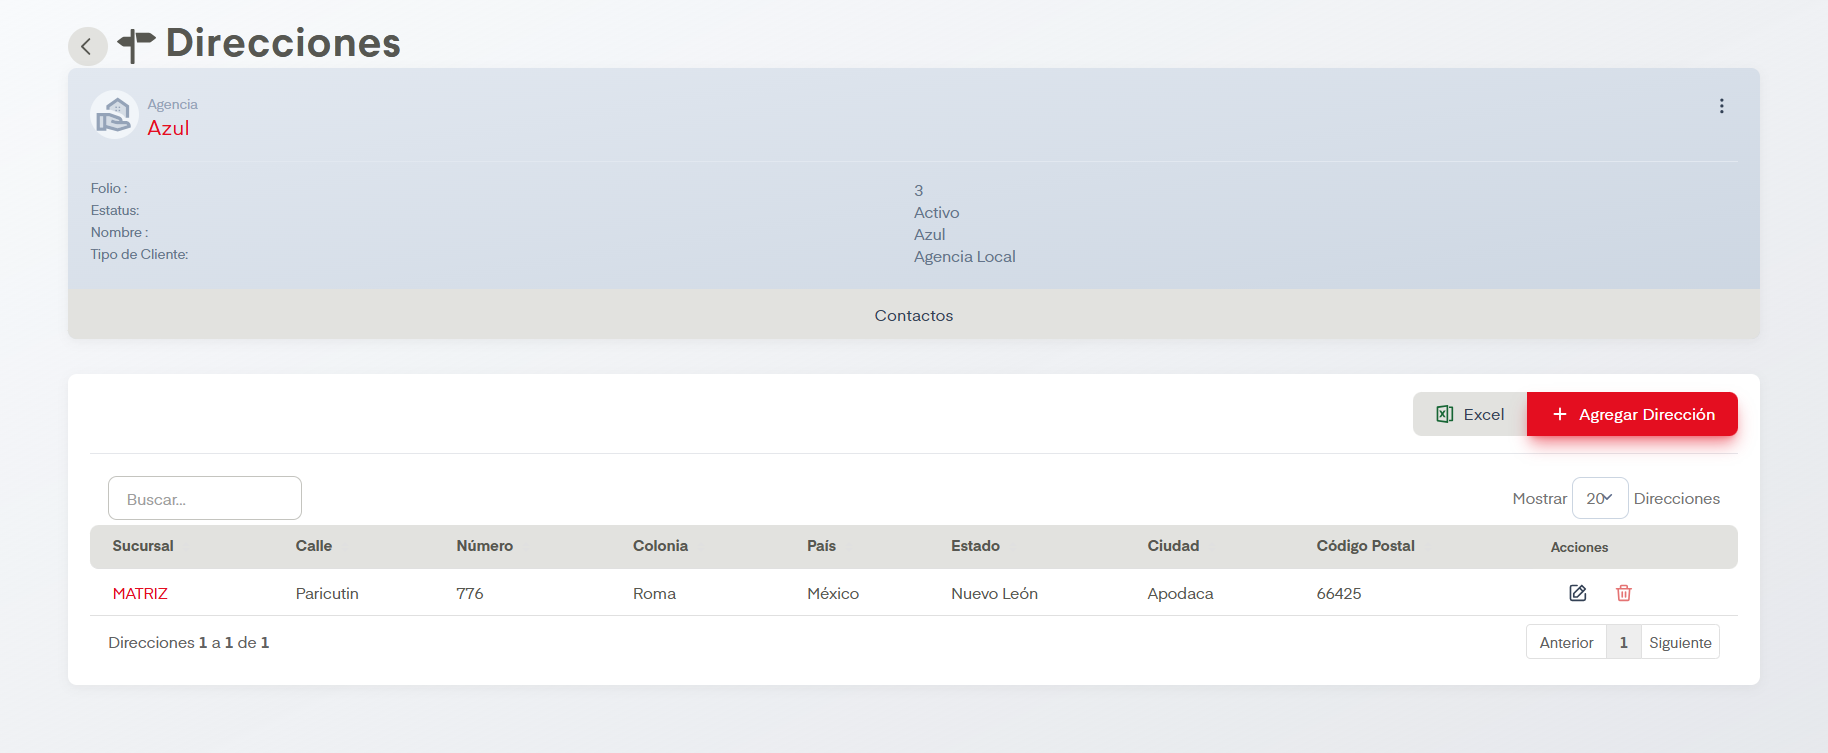 Direcciones
Agencia
Azul
Folio : 3
Estatus: Activo
Nombre : Azul
Tipo de Cliente: Agencia Local
Contactos
Excel + Agregar Dirección
Buscar... Mostrar 20 Direcciones
Sucursal Calle Número Colonia País Estado Ciudad Código Postal Acciones
MATRIZ Paricutin 776 Roma México Nuevo León Apodaca 66425
Direcciones 1 a 1 de 1 Anterior 1 Siguiente